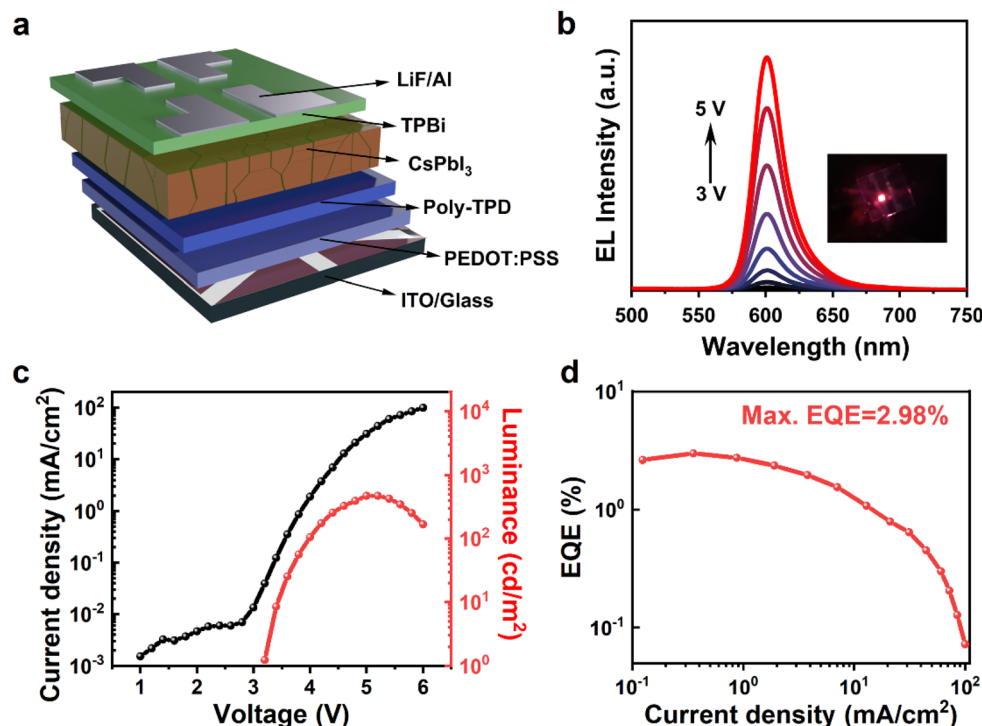 a
LiF/Al
TPBi
CsPbI₃
Poly-TPD
PEDOT:PSS
ITO/Glass
b
EL Intensity (a.u.)
5 V
3 V
500 550 600 650 700 750
Wavelength (nm)
c
Current density (mA/cm²)
10² 
10¹
10⁰
10⁻¹
10⁻²
10⁻³
1 2 3 4 5 6
Voltage (V)
10⁴
10³
10²
10¹
10⁰
Luminance (cd/m²)
d
EQE (%)
10¹
10⁰
10⁻¹
Max. EQE=2.98%
10⁻¹ 10⁰ 10¹ 10²
Current density (mA/cm²)